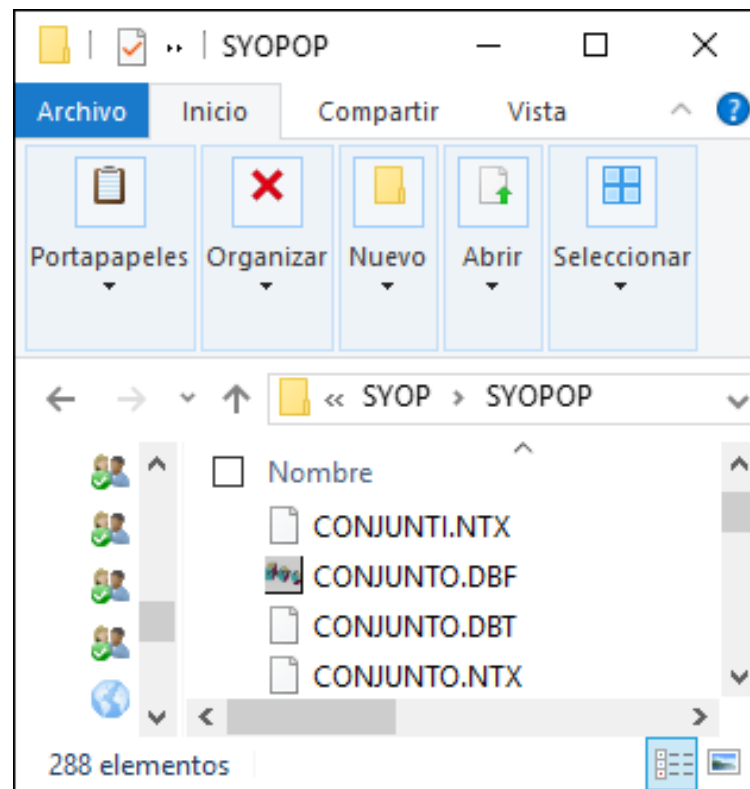 SYOPOP
Archivo Inicio Compartir Vista
Portapapeles Organizar Nuevo Abrir Seleccionar
« SYOP > SYOPOP
Nombre
CONJUNTI.NTX
CONJUNTO.DBF
CONJUNTO.DBT
CONJUNTO.NTX
288 elementos